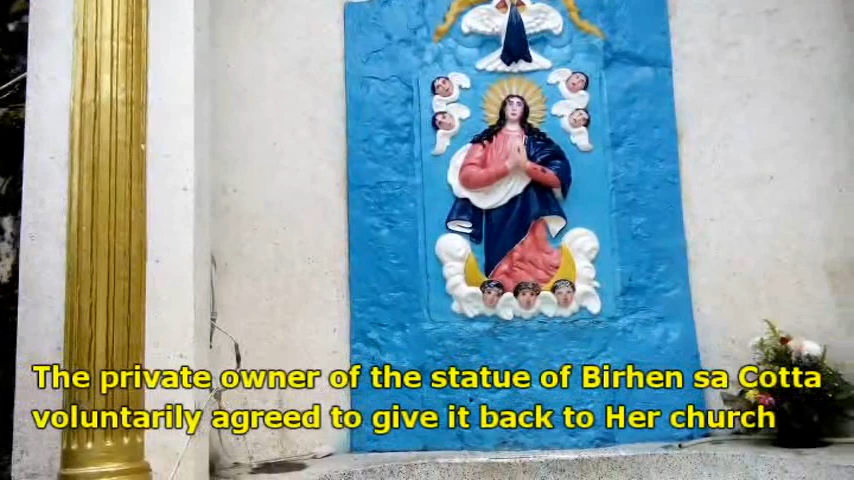 The private owner of the statue of Birhen sa Cotta
voluntarily agreed to give it back to Her church